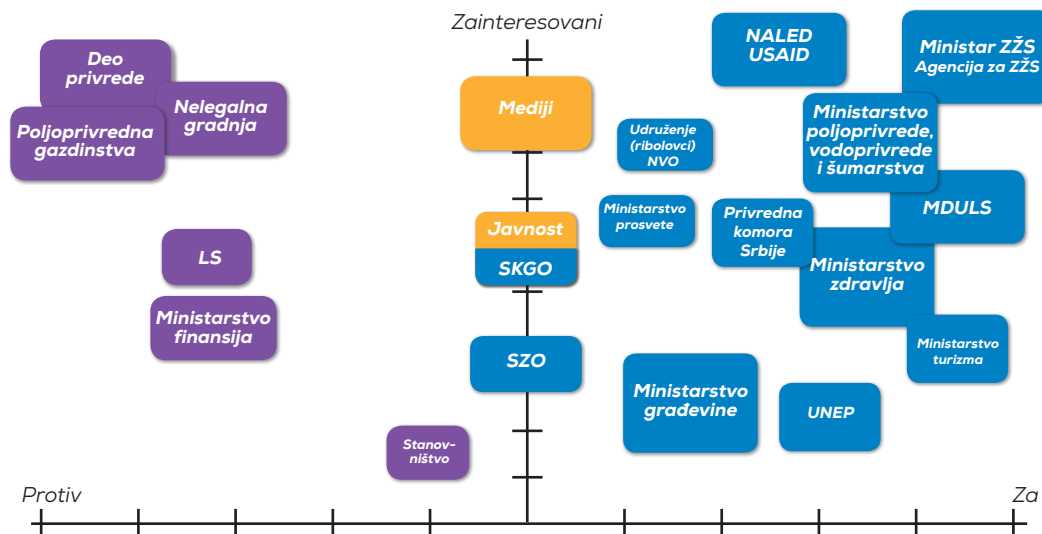 Zainteresovani
Deo
privrede
Nelegalna
gradnja
Poljoprivredna
gazdinstva
LS
Ministarstvo
finansija
Stanov-
ništvo
Mediji
Javnost
SKGO
SZO
NALED
USAID
Ministar ZŽS
Agencija za ZŽS
Udruženje
(ribolovci)
NVO
Ministarstvo
poljoprivrede,
vodoprivrede
i šumarstva
Ministarstvo
prosvete
Privredna
komora
Srbije
MDULS
Ministarstvo
zdravlja
Ministarstvo
turizma
Ministarstvo
građevine
UNEP
Protiv
Za